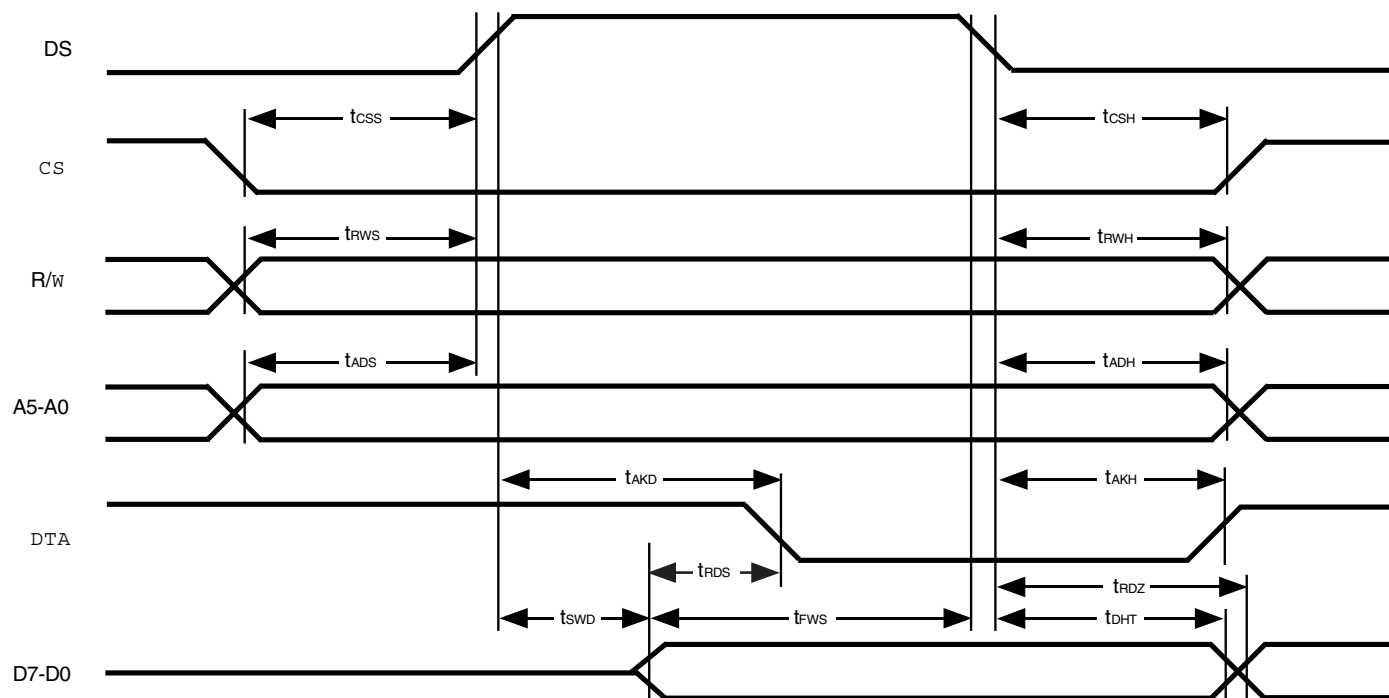 DS
tCSS
tCSH
CS
tRWS
tRWH
R/W
tADS
tADH
A5-A0
tAKD
tAKH
DTA
tRDS
tRDZ
tSWD
tFWS
tDHT
D7-D0